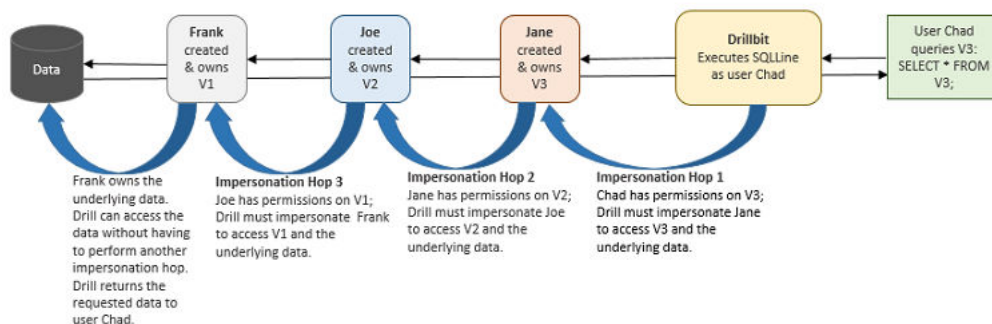 Data
Frank
created
& owns
V1
Joe
created
& owns
V2
Jane
created
& owns
V3
Drillbit
Executes SQLLine
as user Chad
User Chad
queries V3:
SELECT * FROM
V3;
Frank owns the
underlying data.
Drill can access the
data without having
to perform another
impersonation hop.
Drill returns the
requested data to
user Chad.
Impersonation Hop 3
Joe has permissions on V1;
Drill must impersonate Frank
to access V1 and the
underlying data.
Impersonation Hop 2
Jane has permissions on V2;
Drill must impersonate Joe
to access V2 and the
underlying data.
Impersonation Hop 1
Chad has permissions on V3;
Drill must impersonate Jane
to access V3 and the
underlying data.